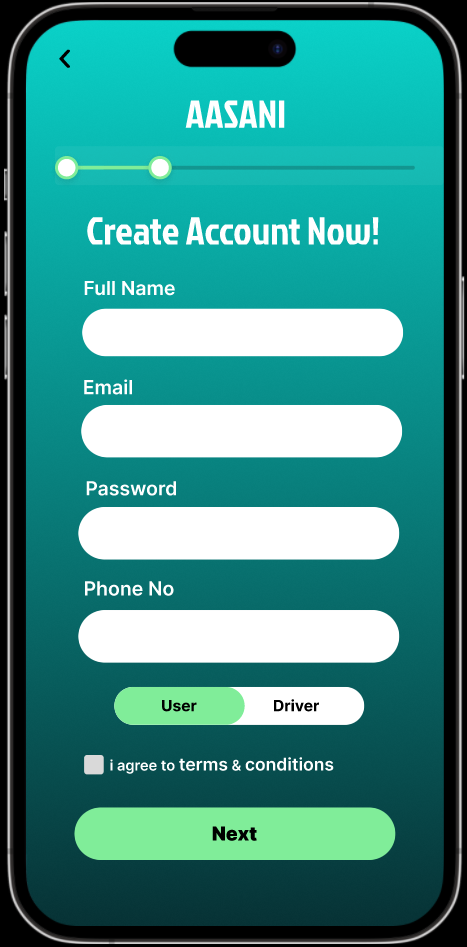 AASANI
Create Account Now!
Full Name
Email
Password
Phone No
User Driver
i agree to terms & conditions
Next